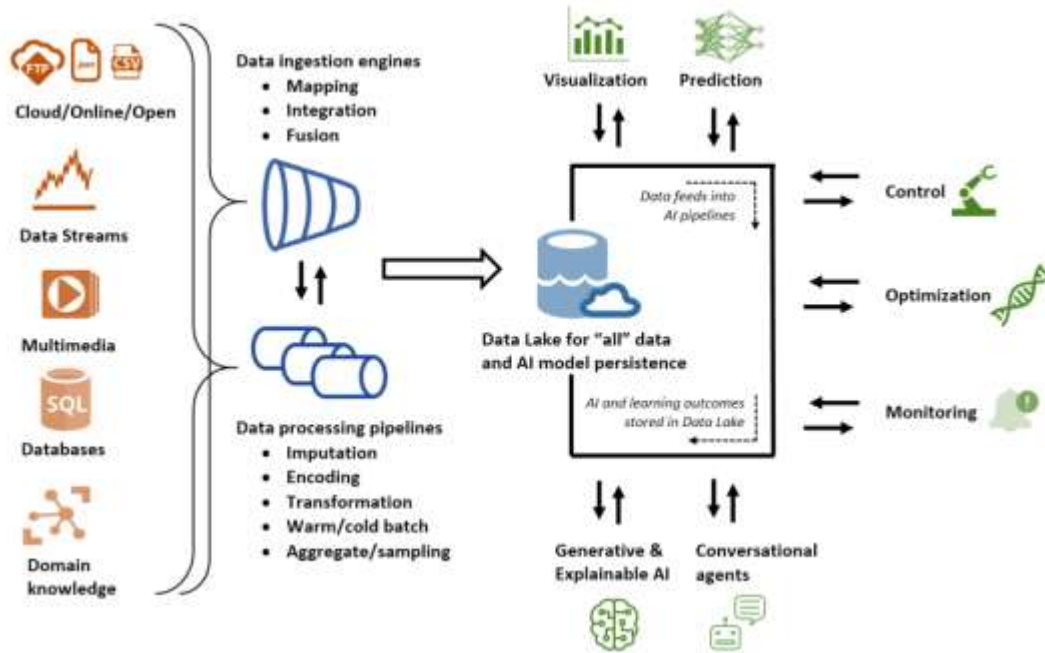 FTP
CSV
Cloud/Online/Open
Data Streams
Multimedia
SQL
Databases
Domain
knowledge
Data ingestion engines
• Mapping
• Integration
• Fusion
Data processing pipelines
• Imputation
• Encoding
• Transformation
• Warm/cold batch
• Aggregate/sampling
Data Lake for “all” data
and AI model persistence
Data feeds into
AI pipelines
AI and learning outcomes
stored in Data Lake
Visualization
Prediction
Control
Optimization
Monitoring
Generative &
Explainable AI
Conversational
agents